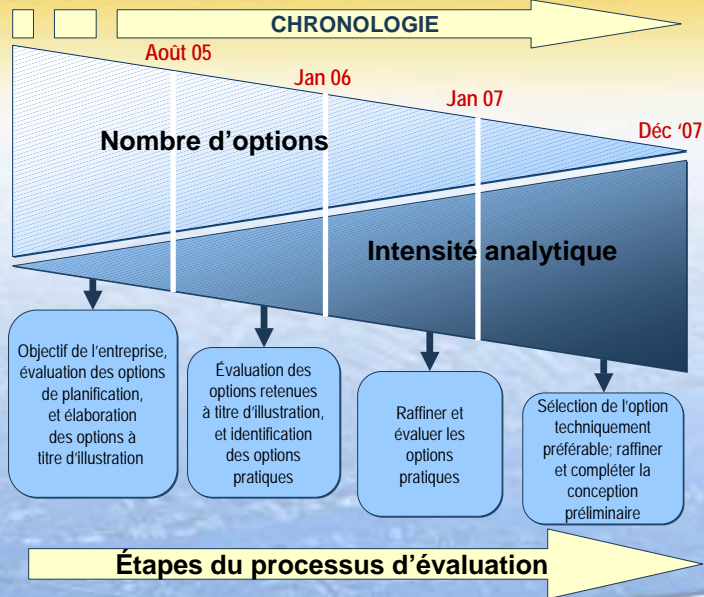 CHRONOLOGIE
Août 05
Jan 06
Jan 07
Déc ‘07
Nombre d’options
Intensité analytique
Objectif de l’entreprise,
évaluation des options
de planification,
et élaboration
des options à
titre d’illustration
Évaluation des
options retenues
à titre d’illustration,
et identification
des options
pratiques
Raffiner et
évaluer les
options
pratiques
Sélection de l’option
techniquement
préférable; raffiner
et compléter la
conception
préliminaire
Étapes du processus d’évaluation